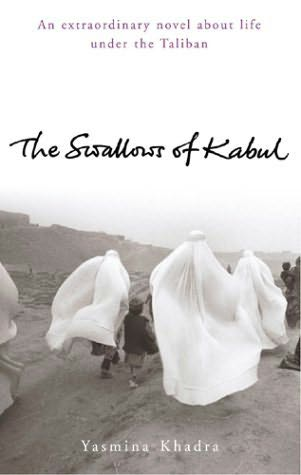 An extraordinary novel about life
under the Taliban
The Swallows of Kabul
Yasmina Khadra